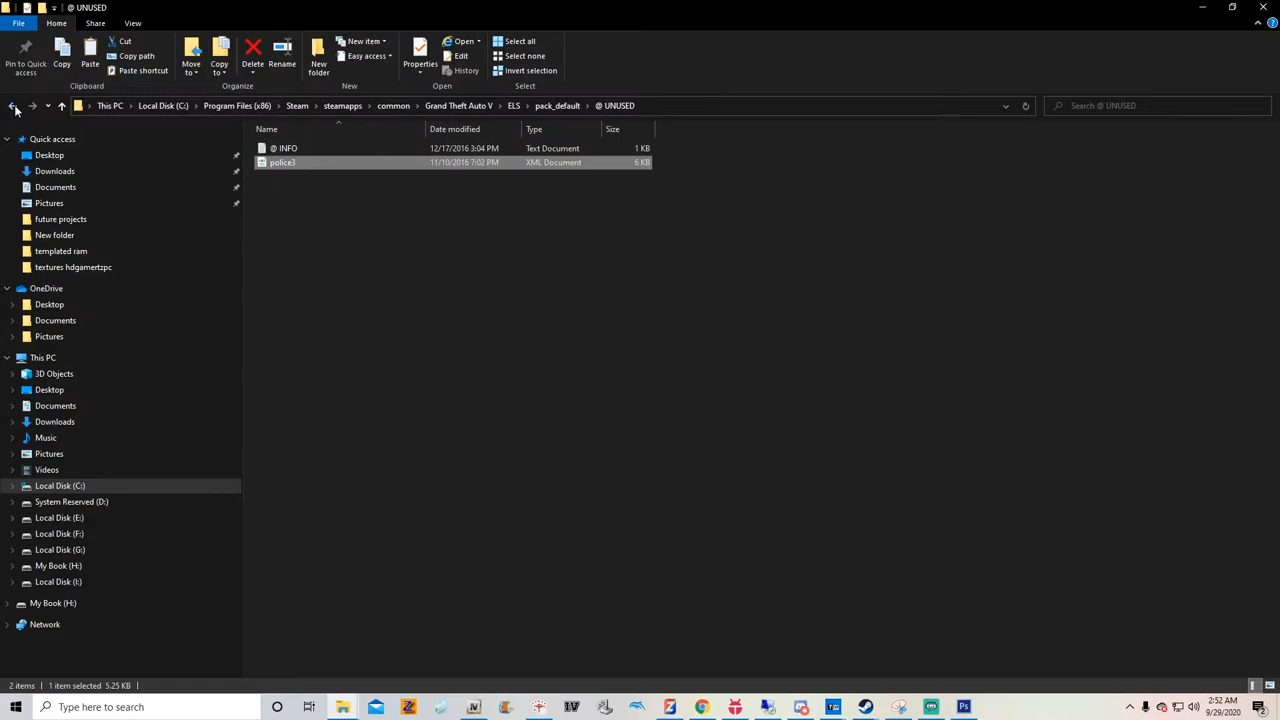 @ UNUSED
File Home Share View
Pin to Quick access
Copy
Paste
Cut
Copy path
Paste shortcut
Clipboard
Move to
Copy to
Delete
Rename
Organize
New folder
New item
Easy access
New
Properties
Open
Edit
History
Open
Select all
Select none
Invert selection
Select
This PC > Local Disk (C:) > Program Files (x86) > Steam > steamapps > common > Grand Theft Auto V > ELS > pack_default > @ UNUSED
Search @ UNUSED
Name Date modified Type Size
@ INFO 12/17/2016 3:04 PM Text Document 1 KB
police3 11/10/2016 7:02 PM XML Document 6 KB
Quick access
Desktop
Downloads
Documents
Pictures
future projects
New folder
templated ram
textures hdgamertzpc
OneDrive
Desktop
Documents
Pictures
This PC
3D Objects
Desktop
Documents
Downloads
Music
Pictures
Videos
Local Disk (C:)
System Reserved (D:)
Local Disk (E:)
Local Disk (F:)
Local Disk (G:)
My Book (H:)
Local Disk (I:)
My Book (H:)
Network
2 items 1 item selected 5.25 KB
Type here to search
IV
Ps
2:52 AM
9/29/2020